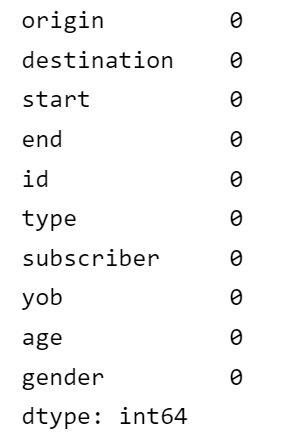 origin 0
destination 0
start 0
end 0
id 0
type 0
subscriber 0
yob 0
age 0
gender 0
dtype: int64